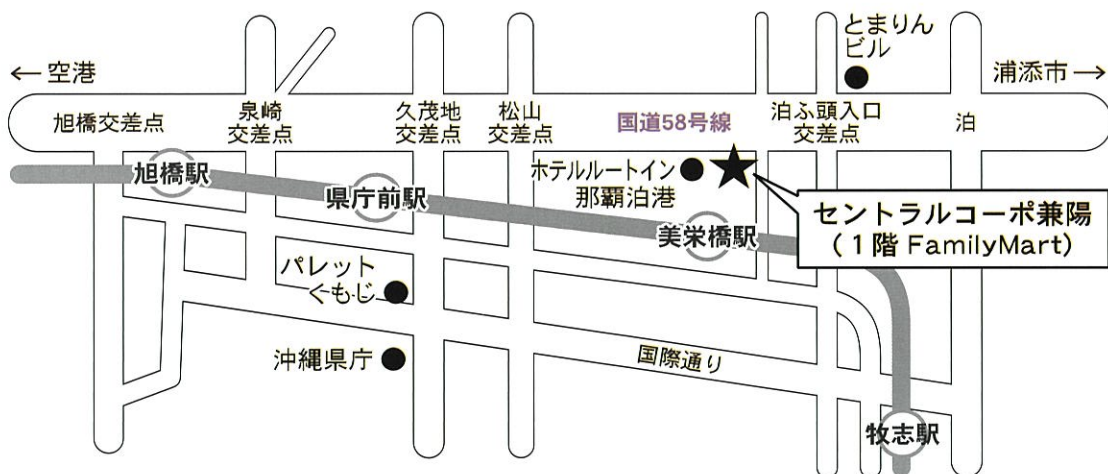 とまりん
ビル
← 空港
浦添市→
旭橋交差点
泉崎
交差点
久茂地
交差点
松山
交差点
国道58号線
泊ふ頭入口
交差点
泊
旭橋駅
県庁前駅
ホテルルートイン
那覇泊港
美栄橋駅
セントラルコーポ兼陽
(1階 FamilyMart)
パレット
くもじ
沖縄県庁
国際通り
牧志駅